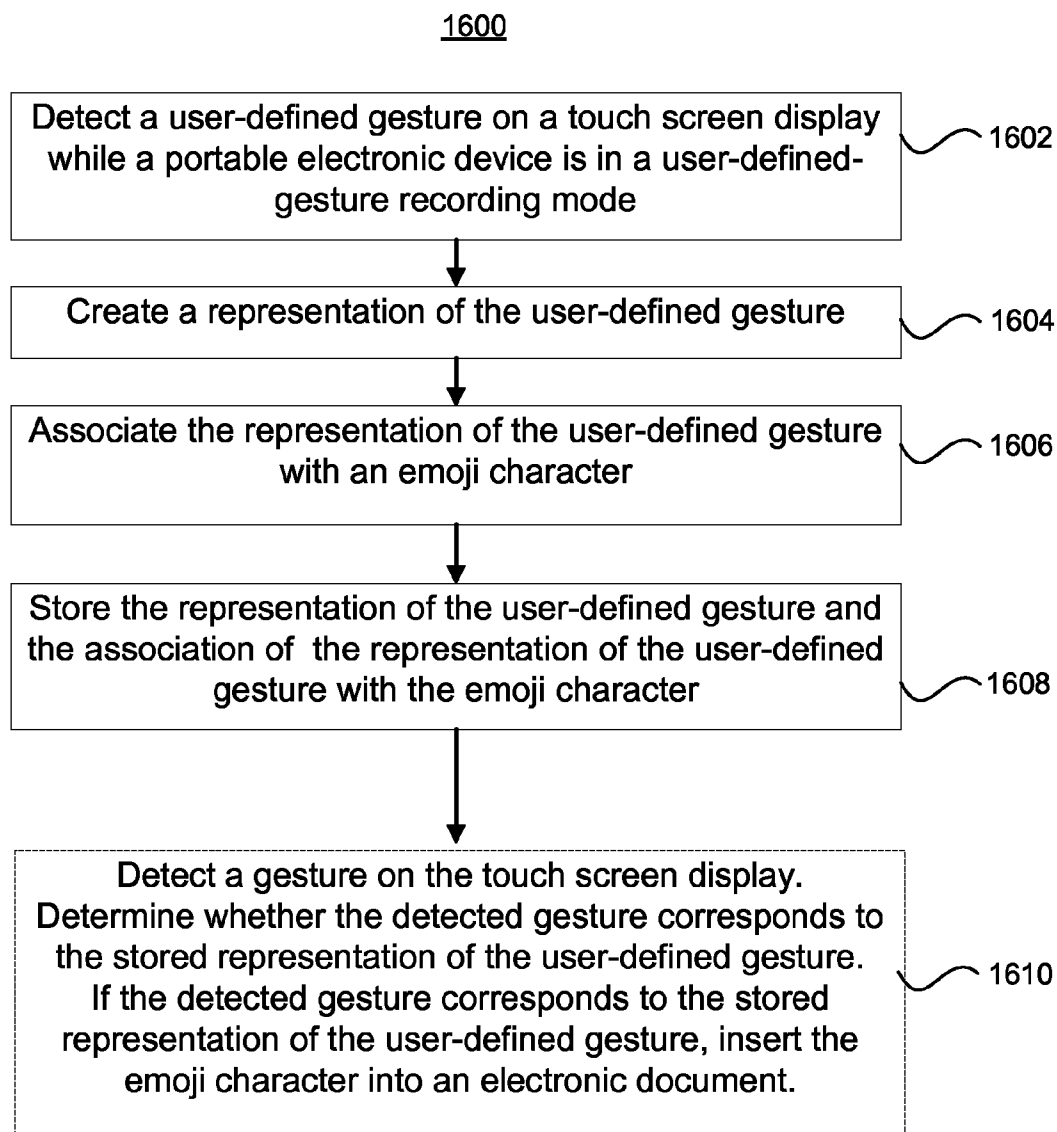 1600
Detect a user-defined gesture on a touch screen display
while a portable electronic device is in a user-defined-
gesture recording mode
1602
Create a representation of the user-defined gesture
1604
Associate the representation of the user-defined gesture
with an emoji character
1606
Store the representation of the user-defined gesture and
the association of the representation of the user-defined
gesture with the emoji character
1608
Detect a gesture on the touch screen display.
Determine whether the detected gesture corresponds to
the stored representation of the user-defined gesture.
If the detected gesture corresponds to the stored
representation of the user-defined gesture, insert the
emoji character into an electronic document.
1610